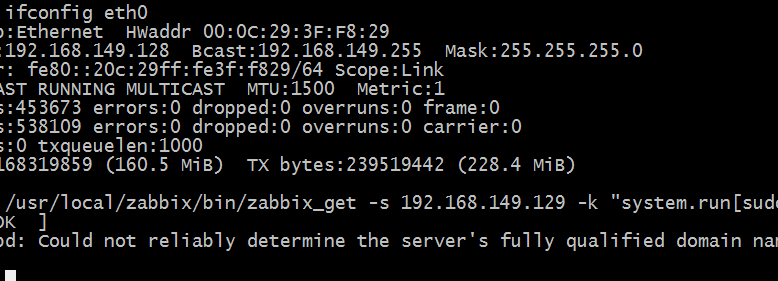 ifconfig eth0
o:Ethernet  HWaddr 00:0C:29:3F:F8:29
:192.168.149.128  Bcast:192.168.149.255  Mask:255.255.255.0
r: fe80::20c:29ff:fe3f:f829/64 Scope:Link
AST RUNNING MULTICAST  MTU:1500  Metric:1
s:453673 errors:0 dropped:0 overruns:0 frame:0
s:538109 errors:0 dropped:0 overruns:0 carrier:0
s:0 txqueuelen:1000
168319859 (160.5 MiB)  TX bytes:239519442 (228.4 MiB)
/usr/local/zabbix/bin/zabbix_get -s 192.168.149.129 -k "system.run[sudo
OK  ]
pd: Could not reliably determine the server's fully qualified domain nam